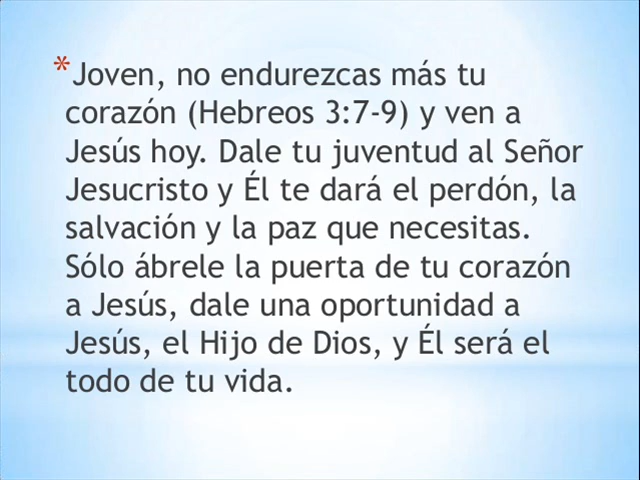 *Joven, no endurezcas más tu
corazón (Hebreos 3:7-9) y ven a
Jesús hoy. Dale tu juventud al Señor
Jesucristo y Él te dará el perdón, la
salvación y la paz que necesitas.
Sólo ábrele la puerta de tu corazón
a Jesús, dale una oportunidad a
Jesús, el Hijo de Dios, y Él será el
todo de tu vida.